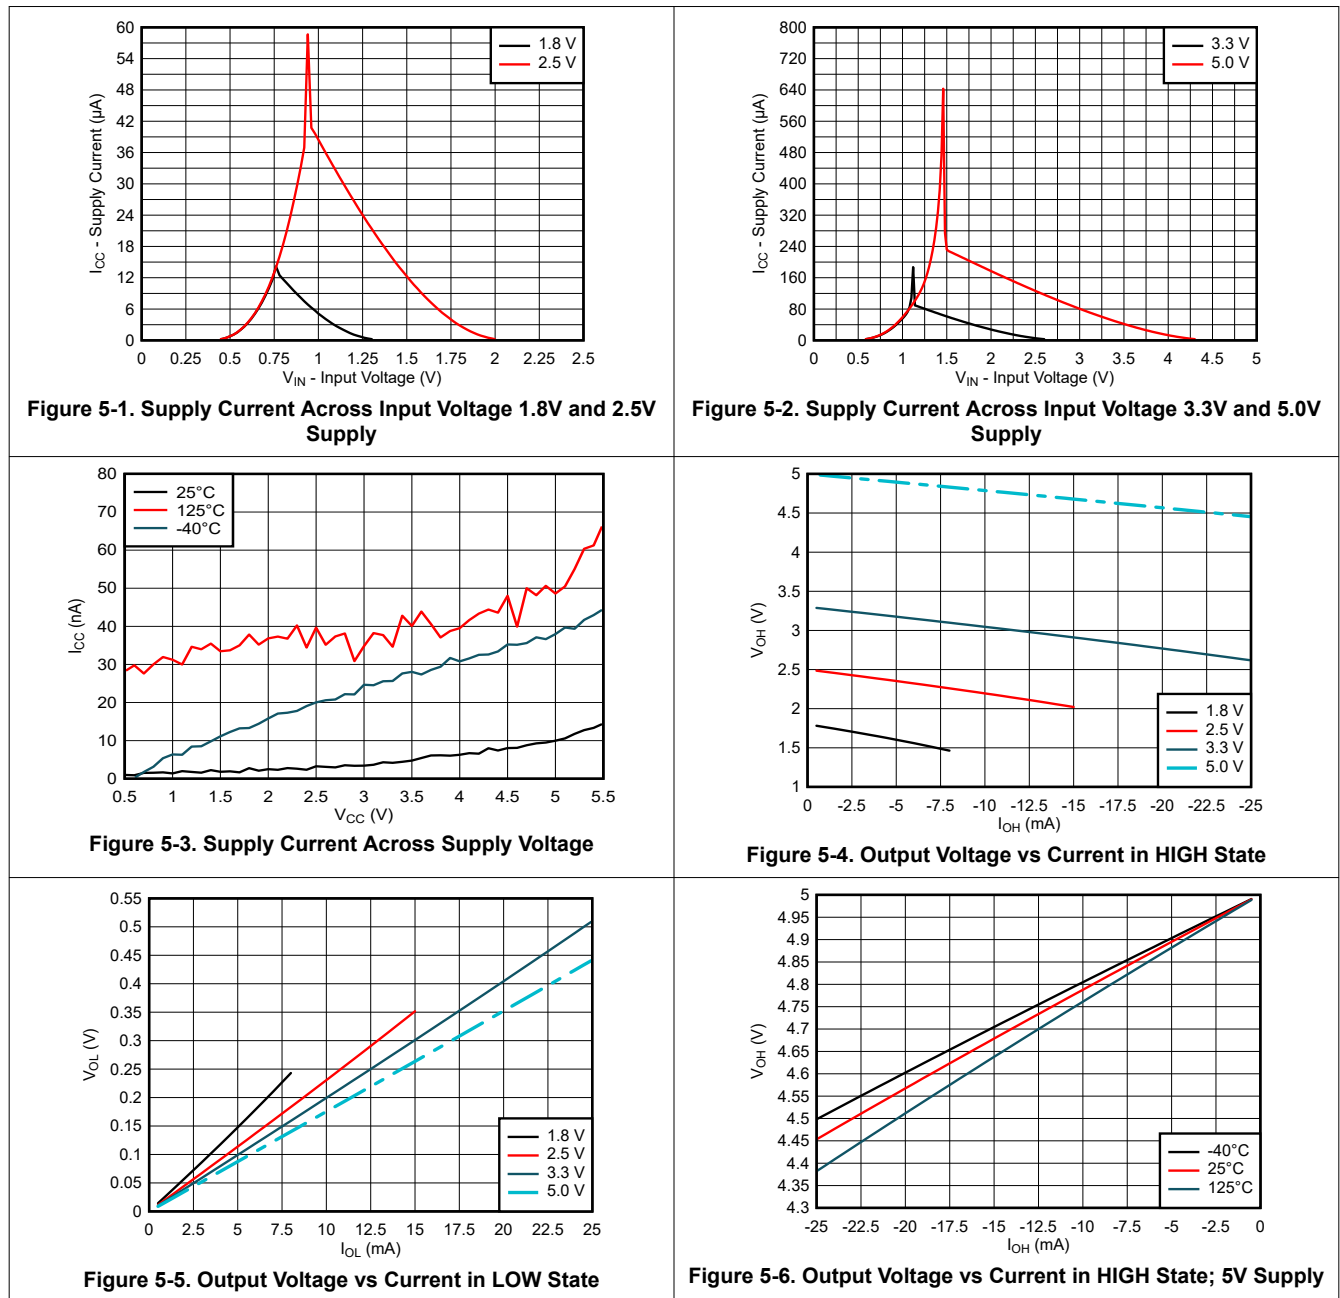 60
54
48
42
36
30
24
18
12
6
0
I_CC - Supply Current (µA)
1.8 V
2.5 V
0 0.25 0.5 0.75 1 1.25 1.5 1.75 2 2.25 2.5
V_IN - Input Voltage (V)
Figure 5-1. Supply Current Across Input Voltage 1.8V and 2.5V
Supply
800
720
640
560
480
400
320
240
160
80
0
I_CC - Supply Current (µA)
3.3 V
5.0 V
0 0.5 1 1.5 2 2.5 3 3.5 4 4.5 5
V_IN - Input Voltage (V)
Figure 5-2. Supply Current Across Input Voltage 3.3V and 5.0V
Supply
80
70
60
50
40
30
20
10
0
I_CC (nA)
25°C
125°C
-40°C
0.5 1 1.5 2 2.5 3 3.5 4 4.5 5 5.5
V_CC (V)
Figure 5-3. Supply Current Across Supply Voltage
5
4.5
4
3.5
3
2.5
2
1.5
1
V_OH (V)
1.8 V
2.5 V
3.3 V
5.0 V
0 -2.5 -5 -7.5 -10 -12.5 -15 -17.5 -20 -22.5 -25
I_OH (mA)
Figure 5-4. Output Voltage vs Current in HIGH State
0.55
0.5
0.45
0.4
0.35
0.3
0.25
0.2
0.15
0.1
0.05
0
V_OL (V)
1.8 V
2.5 V
3.3 V
5.0 V
0 2.5 5 7.5 10 12.5 15 17.5 20 22.5 25
I_OL (mA)
Figure 5-5. Output Voltage vs Current in LOW State
5
4.95
4.9
4.85
4.8
4.75
4.7
4.65
4.6
4.55
4.5
4.45
4.4
4.35
4.3
V_OH (V)
-40°C
25°C
125°C
-25 -22.5 -20 -17.5 -15 -12.5 -10 -7.5 -5 -2.5 0
I_OH (mA)
Figure 5-6. Output Voltage vs Current in HIGH State; 5V Supply